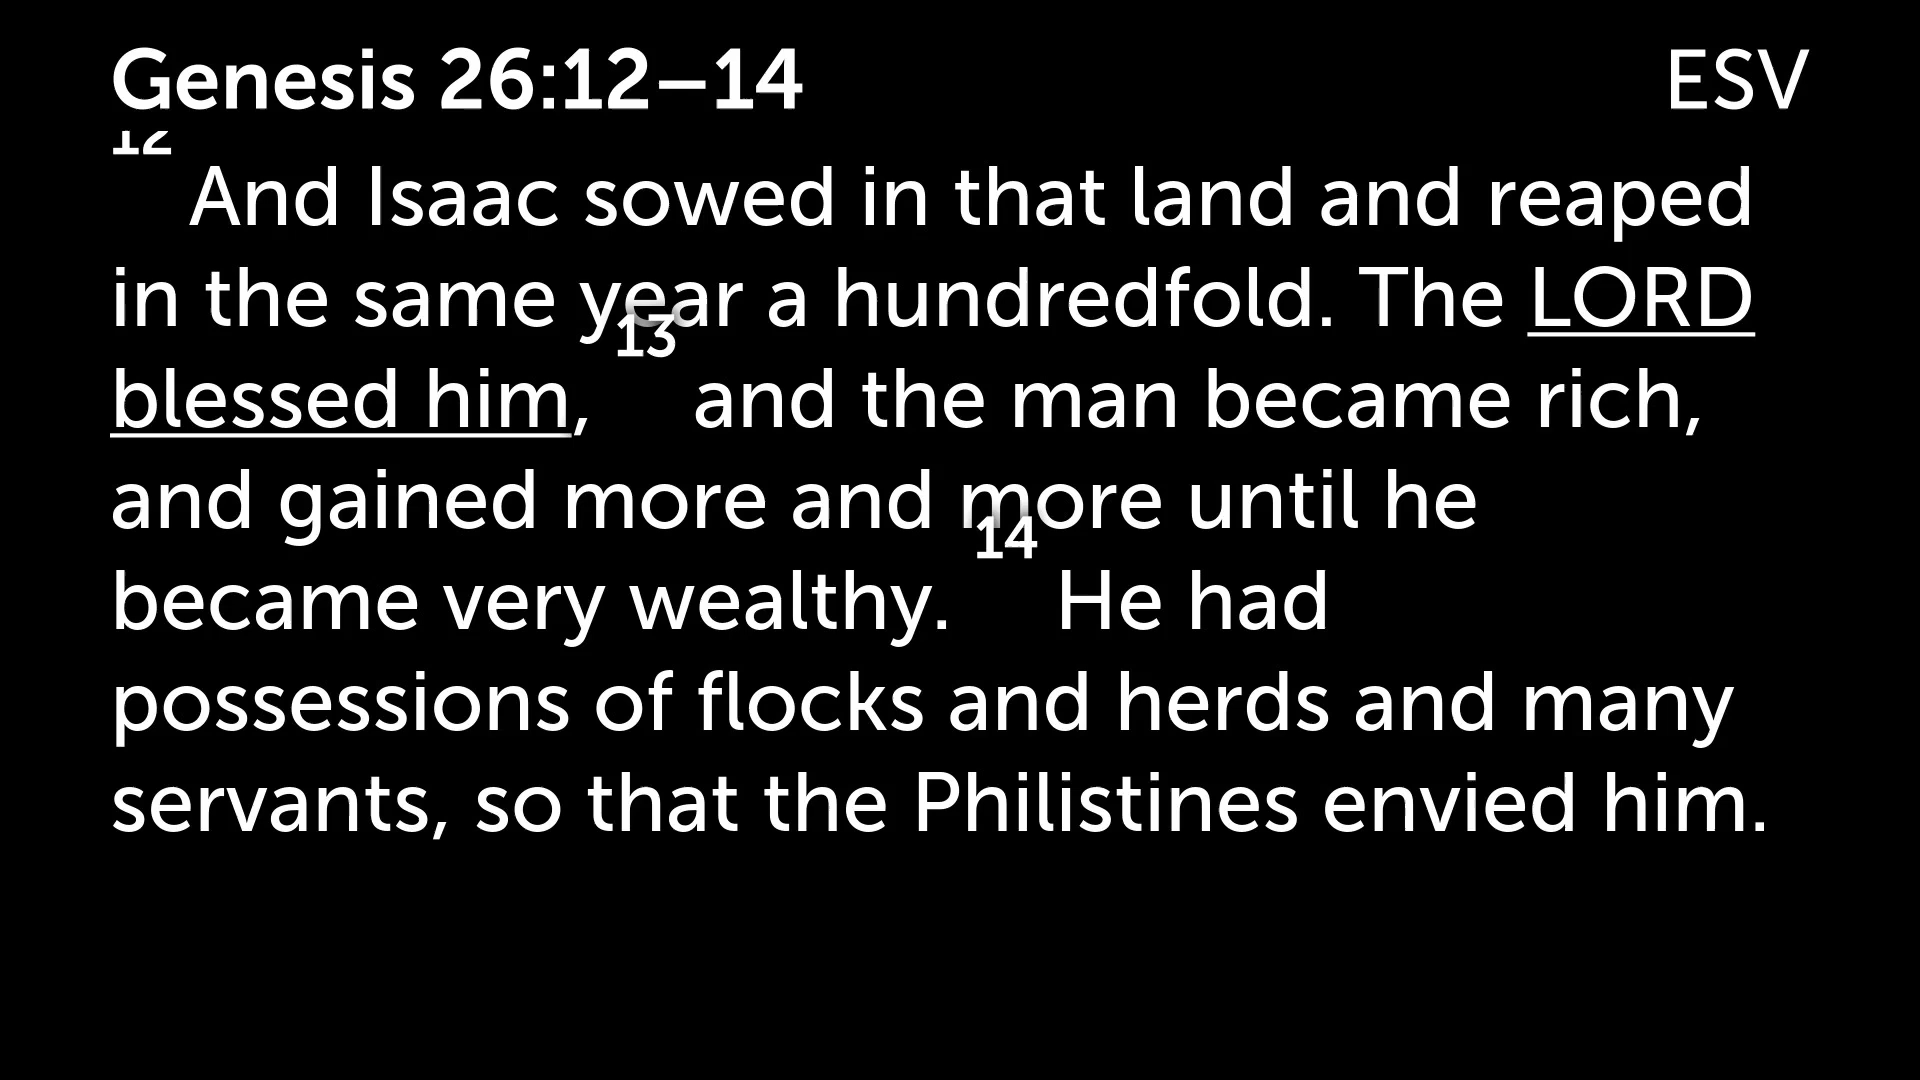 Genesis 26:12–14 ESV
12 And Isaac sowed in that land and reaped
in the same year a hundredfold. The LORD
blessed him, 13 and the man became rich,
and gained more and more until he
became very wealthy. 14 He had
possessions of flocks and herds and many
servants, so that the Philistines envied him.